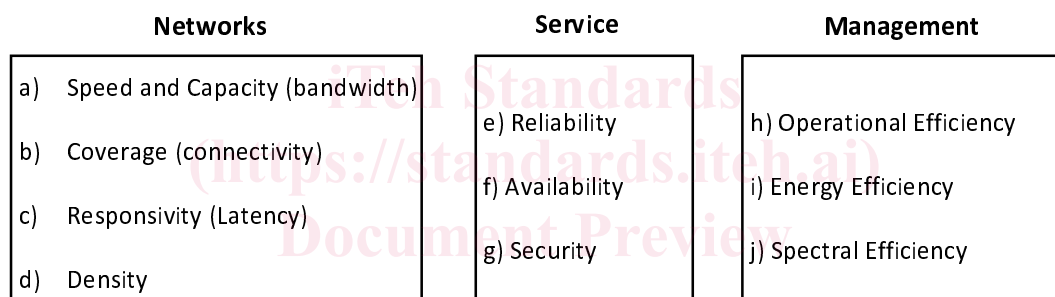 Networks
a) Speed and Capacity (bandwidth)
b) Coverage (connectivity)
c) Responsivity (Latency)
d) Density
Service
e) Reliability
f) Availability
g) Security
Management
h) Operational Efficiency
i) Energy Efficiency
j) Spectral Efficiency
iTeh Standards
(https://standards.iteh.ai)
Document Preview